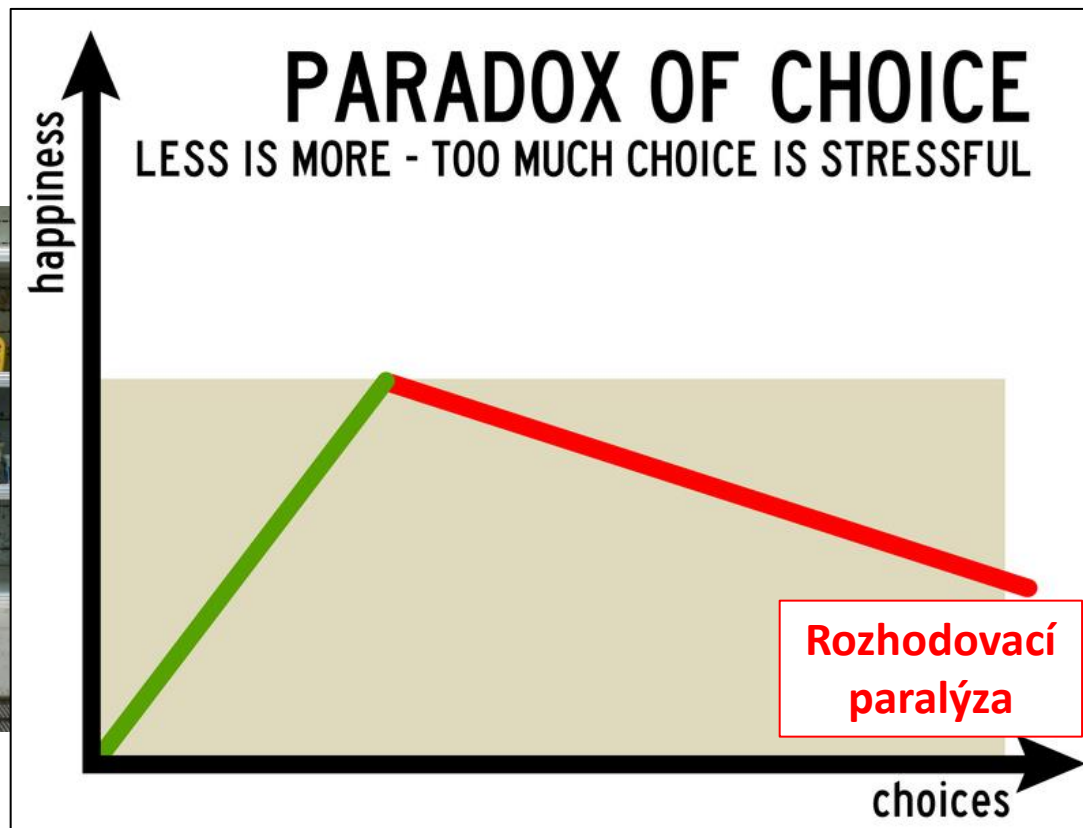 PARADOX OF CHOICE
LESS IS MORE - TOO MUCH CHOICE IS STRESSFUL
happiness
Rozhodovací
paralýza
choices